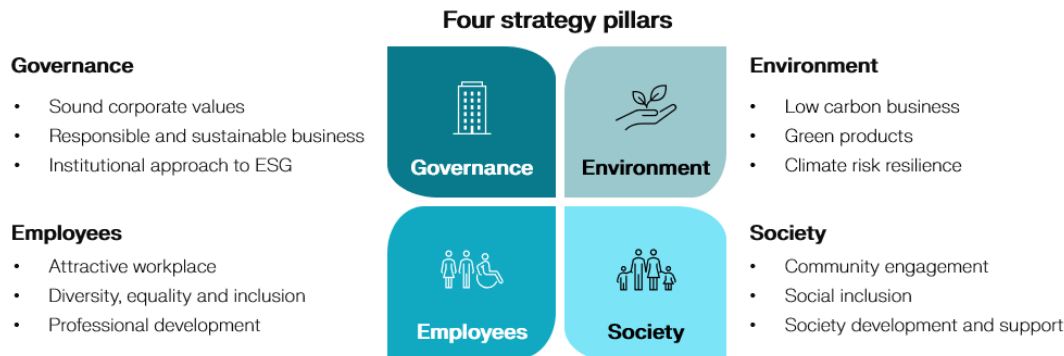 Four strategy pillars
Governance
• Sound corporate values
• Responsible and sustainable business
• Institutional approach to ESG
Governance
Environment
Environment
• Low carbon business
• Green products
• Climate risk resilience
Employees
• Attractive workplace
• Diversity, equality and inclusion
• Professional development
Employees
Society
Society
• Community engagement
• Social inclusion
• Society development and support